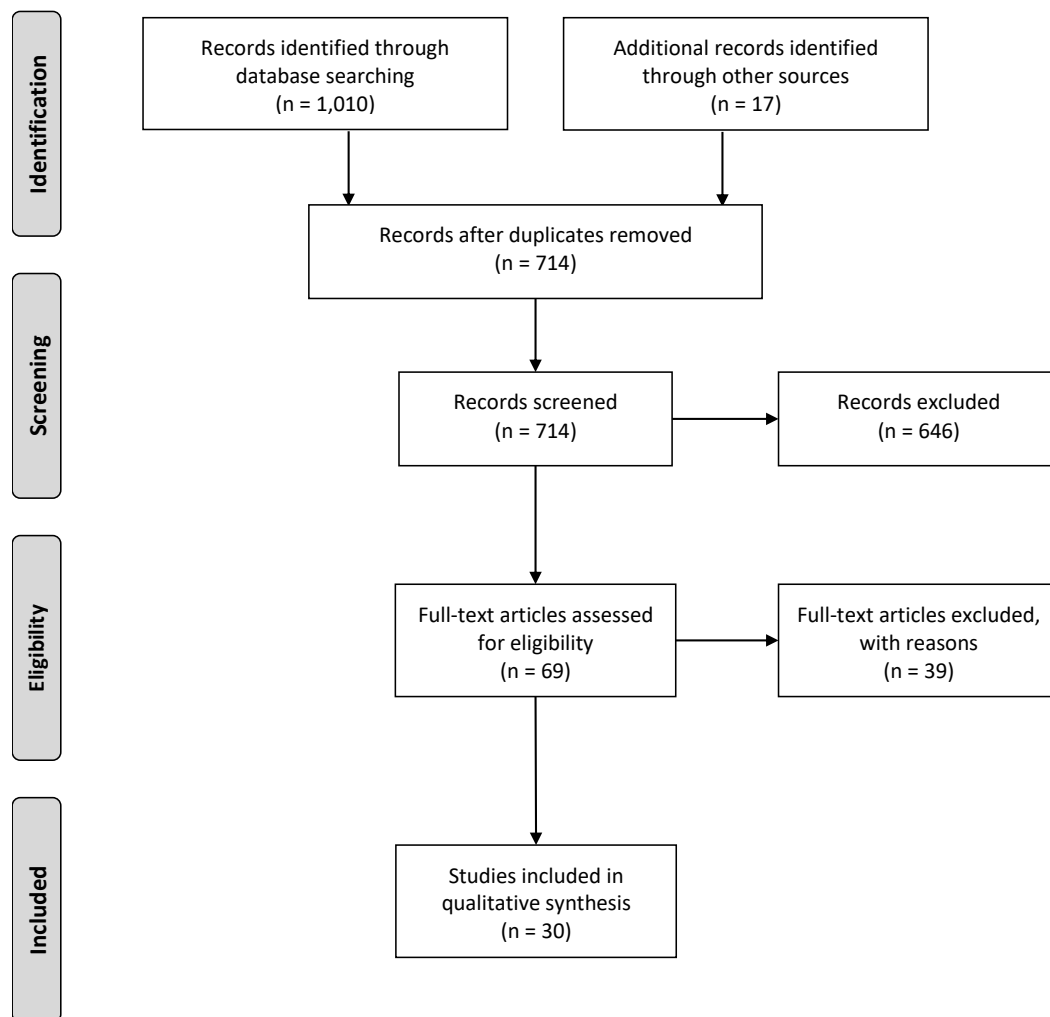 Identification
Records identified through
database searching
(n = 1,010)
Additional records identified
through other sources
(n = 17)
Records after duplicates removed
(n = 714)
Screening
Records screened
(n = 714)
Records excluded
(n = 646)
Eligibility
Full-text articles assessed
for eligibility
(n = 69)
Full-text articles excluded,
with reasons
(n = 39)
Included
Studies included in
qualitative synthesis
(n = 30)